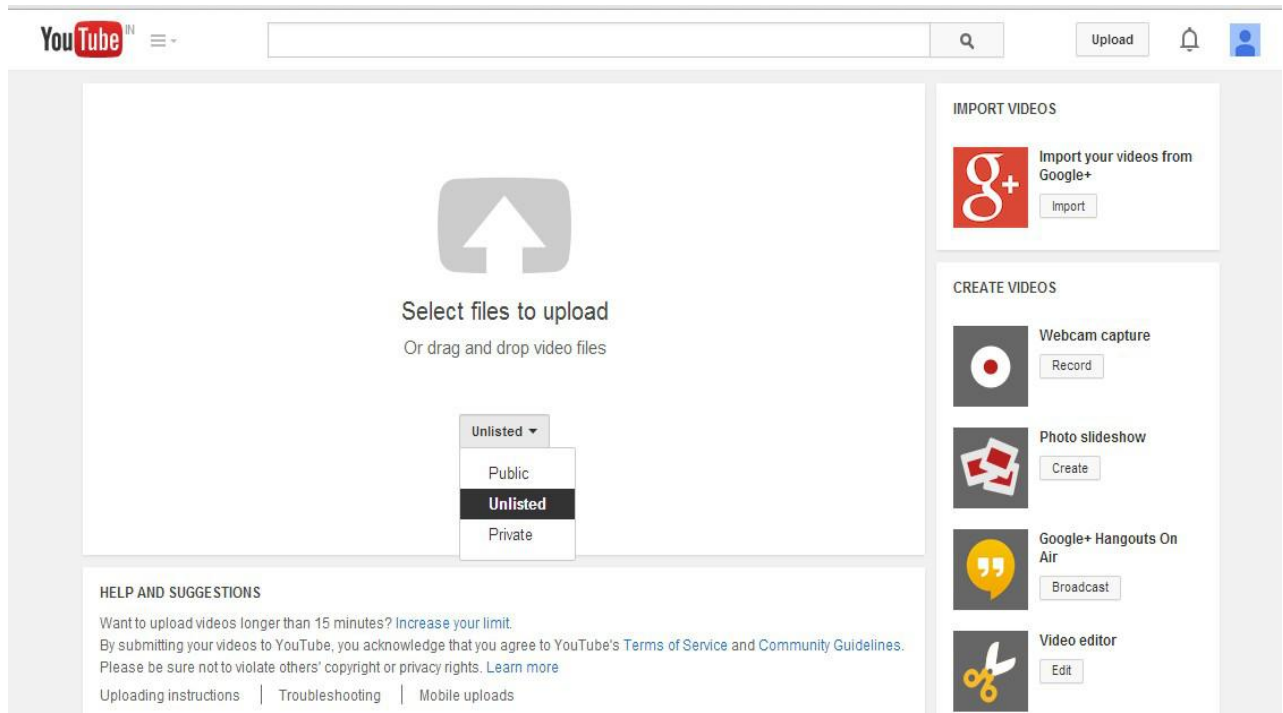 YouTube IN
Upload
Select files to upload
Or drag and drop video files
Unlisted
Public
Unlisted
Private
HELP AND SUGGESTIONS
Want to upload videos longer than 15 minutes? Increase your limit.
By submitting your videos to YouTube, you acknowledge that you agree to YouTube's Terms of Service and Community Guidelines.
Please be sure not to violate others' copyright or privacy rights. Learn more
Uploading instructions | Troubleshooting | Mobile uploads
IMPORT VIDEOS
g+
Import your videos from
Google+
Import
CREATE VIDEOS
Webcam capture
Record
Photo slideshow
Create
Google+ Hangouts On
Air
Broadcast
Video editor
Edit